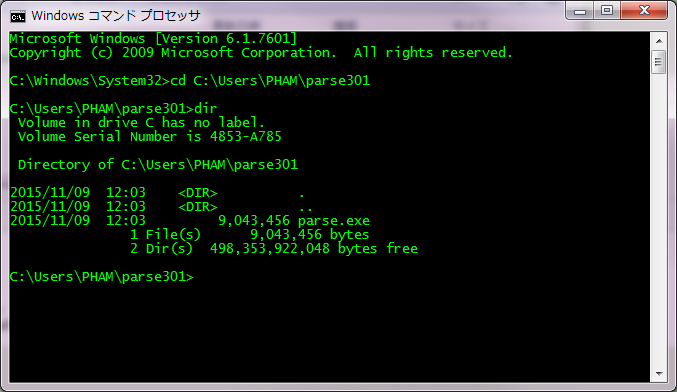 Windows コマンド プロセッサ
Microsoft Windows [Version 6.1.7601]
Copyright (c) 2009 Microsoft Corporation.  All rights reserved.
C:\Windows\System32>cd C:\Users\PHAM\parse301
C:\Users\PHAM\parse301>dir
 Volume in drive C has no label.
 Volume Serial Number is 4853-A785
 Directory of C:\Users\PHAM\parse301
2015/11/09  12:03    <DIR>          .
2015/11/09  12:03    <DIR>          ..
2015/11/09  12:03         9,043,456 parse.exe
               1 File(s)      9,043,456 bytes
               2 Dir(s)  498,353,922,048 bytes free
C:\Users\PHAM\parse301>